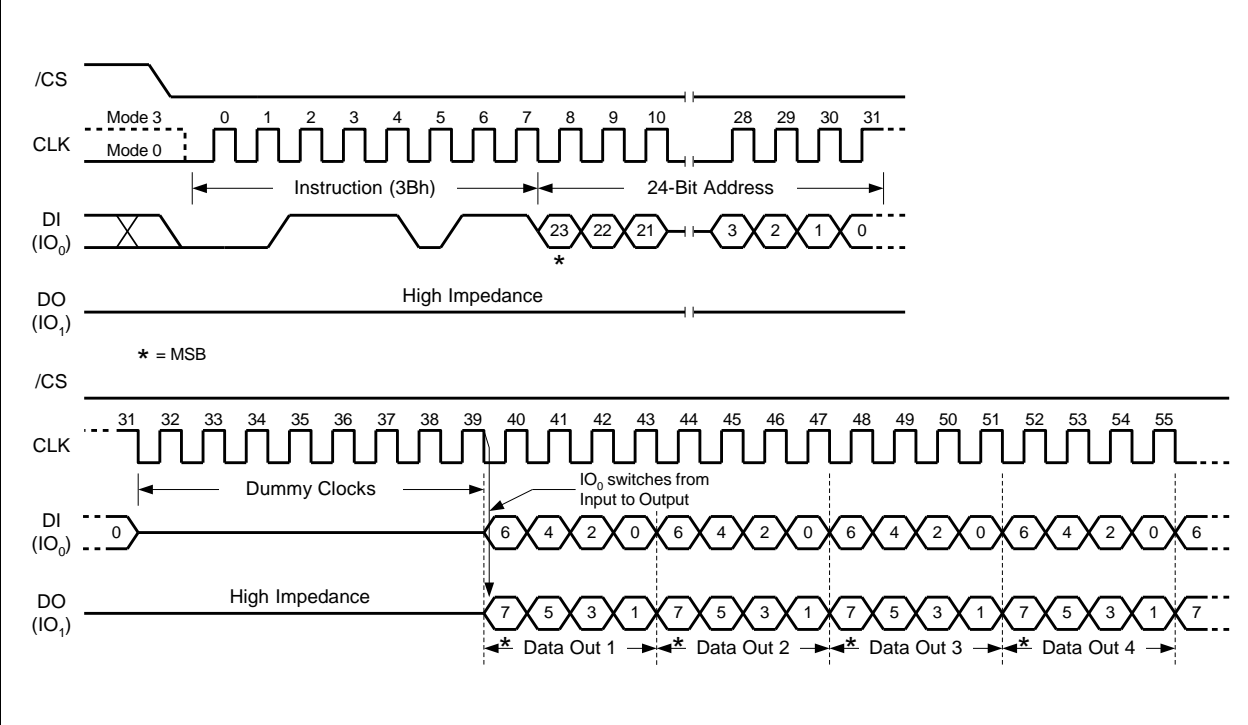 /CS
Mode 3 0 1 2 3 4 5 6 7 8 9 10 28 29 30 31
CLK
Mode 0
Instruction (3Bh) 24-Bit Address
DI
(IO0)
23 22 21 3 2 1 0
*
DO
(IO1)
High Impedance
* = MSB
/CS
31 32 33 34 35 36 37 38 39 40 41 42 43 44 45 46 47 48 49 50 51 52 53 54 55
CLK
Dummy Clocks
IO0 switches from
Input to Output
DI
(IO0)
0 6 4 2 0 6 4 2 0 6 4 2 0 6 4 2 0 6
DO
(IO1)
High Impedance
7 5 3 1 7 5 3 1 7 5 3 1 7 5 3 1 7
* Data Out 1 * Data Out 2 * Data Out 3 * Data Out 4